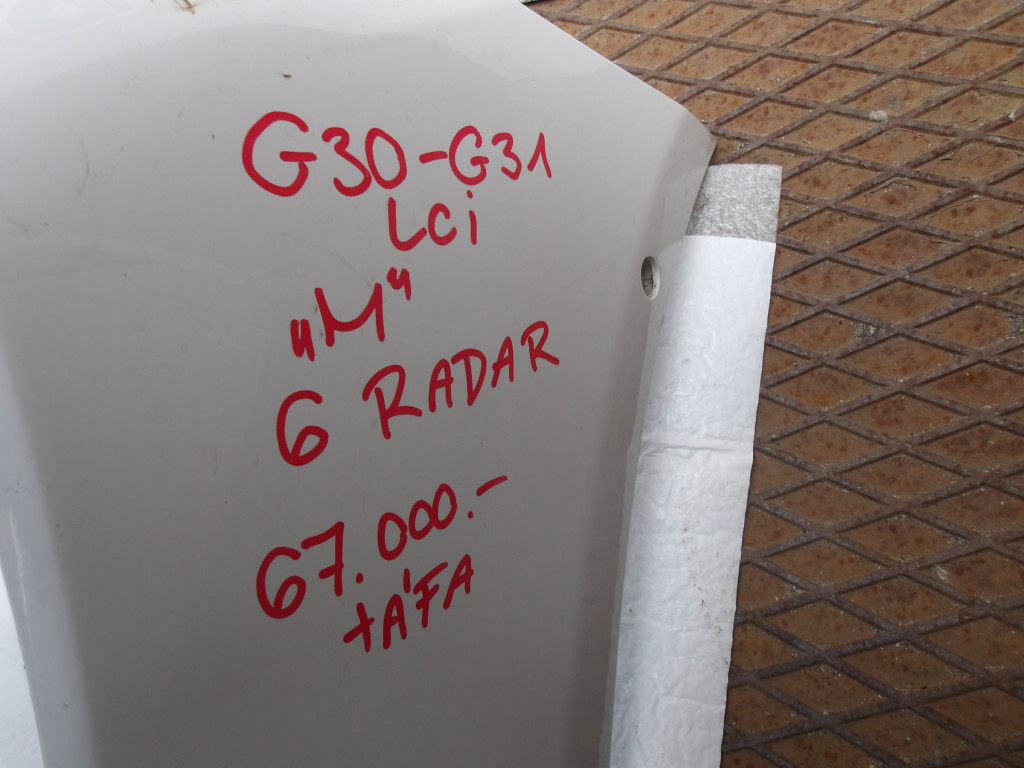 G30-G31
LCi
„M"
6 RADAR
67.000.-
+ÁFA